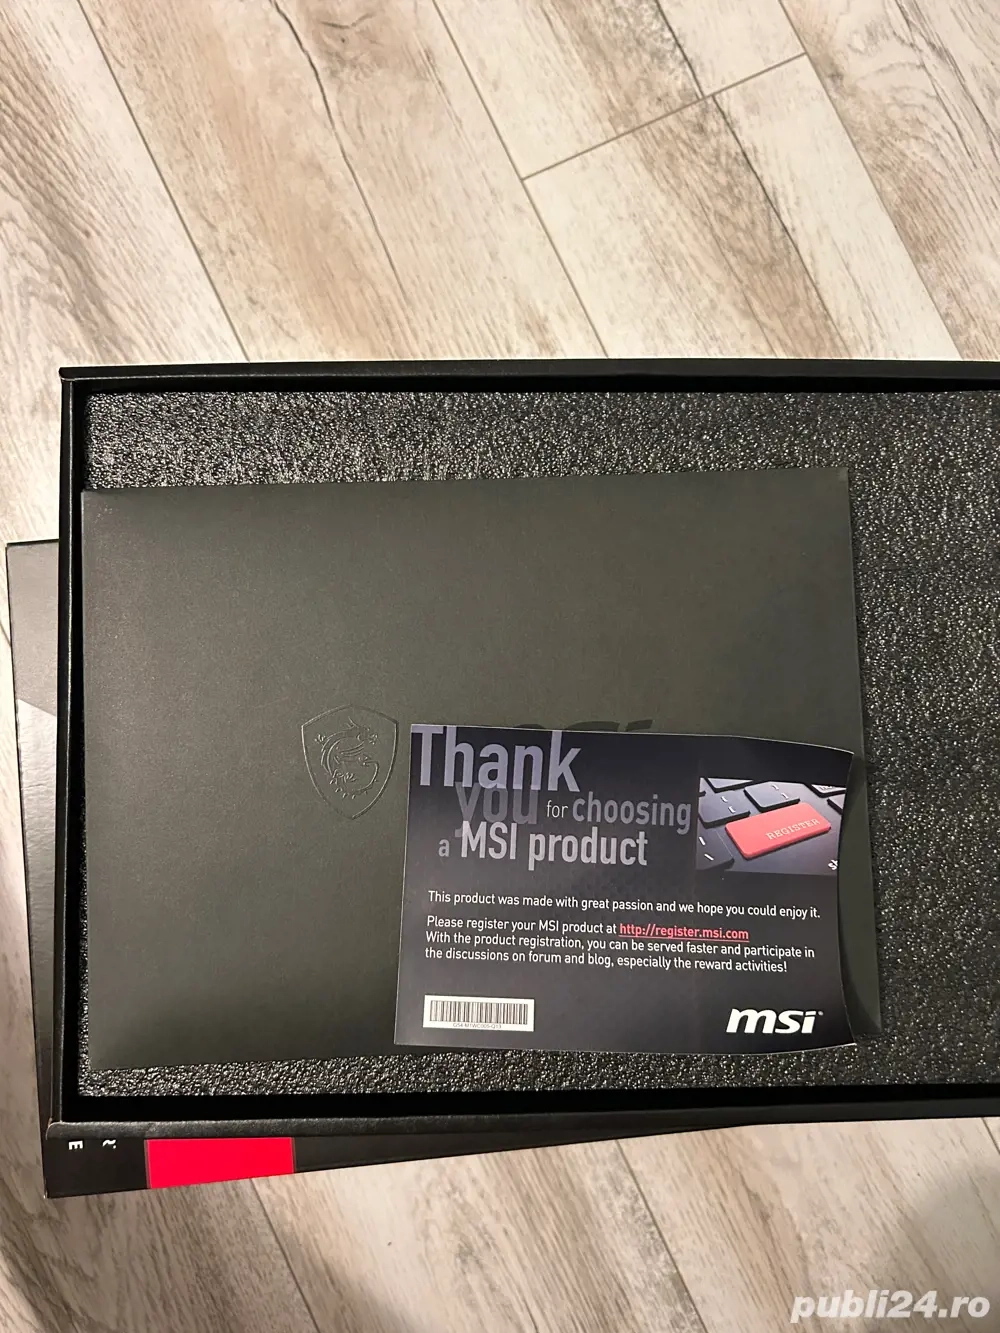 Thank
you for choosing
a MSI product
REGISTER
This product was made with great passion and we hope you could enjoy it.
Please register your MSI product at http://register.msi.com
With the product registration, you can be served faster and participate in
the discussions on forum and blog, especially the reward activities!
msi
publi24.ro